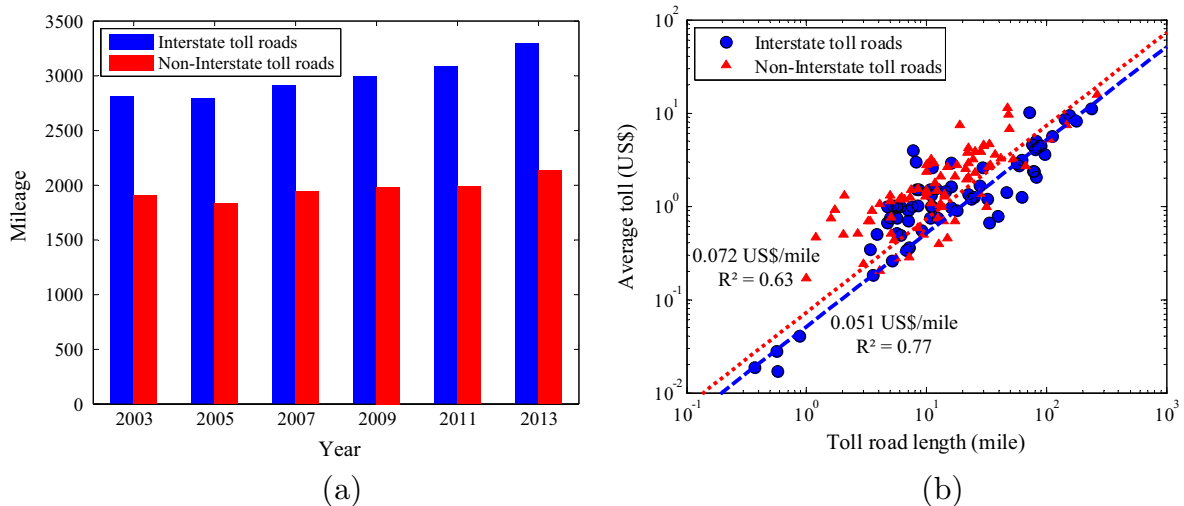 3500
3000
2500
2000
1500
1000
500
0
Mileage
Interstate toll roads
Non-Interstate toll roads
2003 2005 2007 2009 2011 2013
Year
(a)
10²
10¹
10⁰
10⁻¹
10⁻²
Average toll (US$)
Interstate toll roads
Non-Interstate toll roads
0.072 US$/mile
R² = 0.63
0.051 US$/mile
R² = 0.77
10⁻¹ 10⁰ 10¹ 10² 10³
Toll road length (mile)
(b)